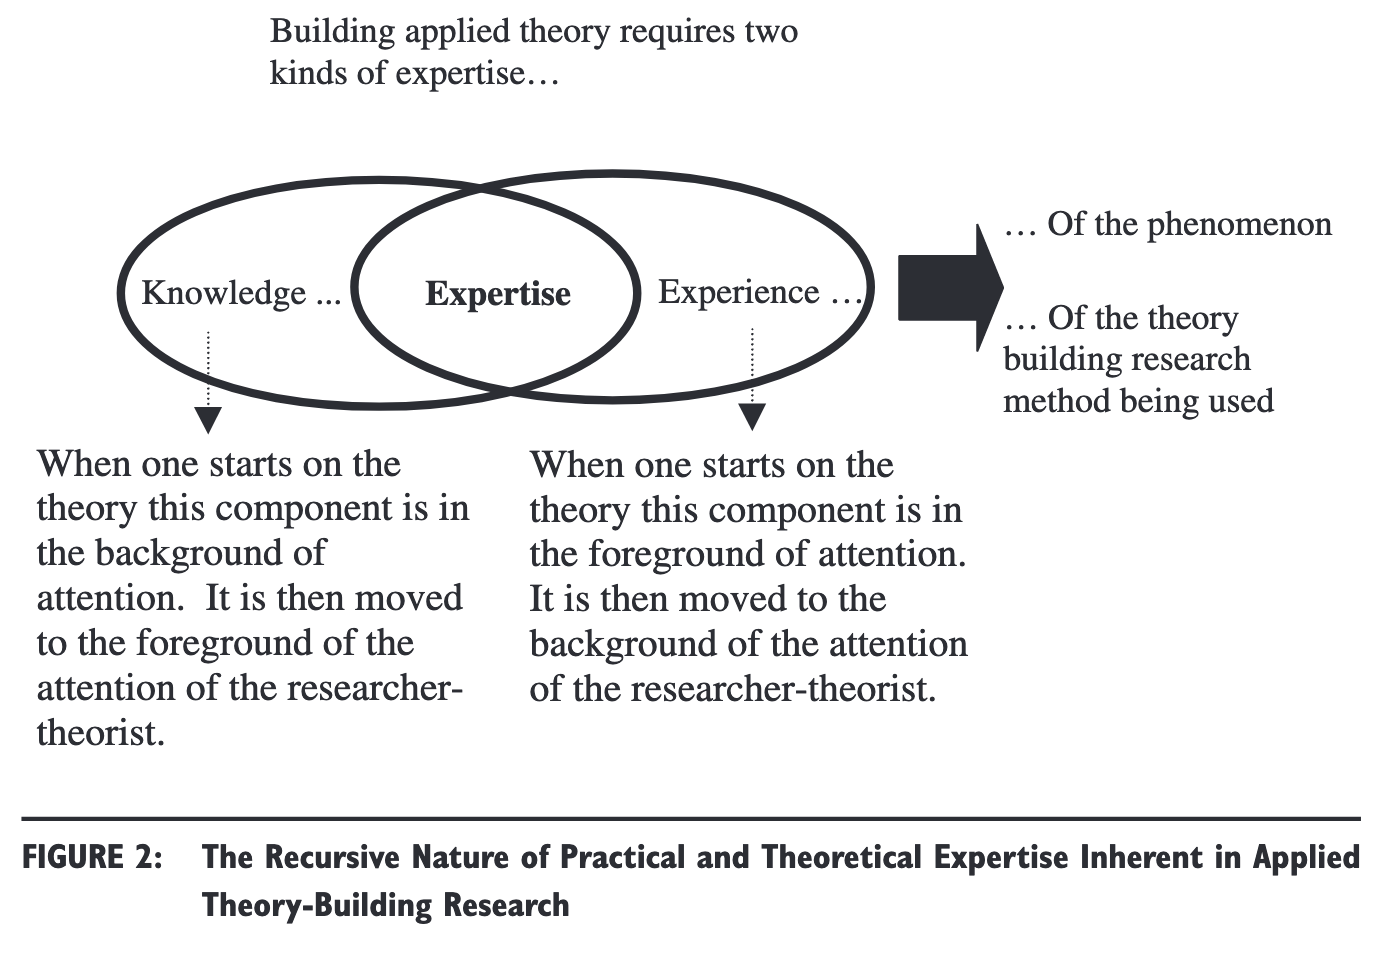 Building applied theory requires two
kinds of expertise…
Knowledge ...
Expertise
Experience …
… Of the phenomenon
… Of the theory
building research
method being used
When one starts on the
theory this component is in
the background of
attention.  It is then moved
to the foreground of the
attention of the researcher-
theorist.
When one starts on the
theory this component is in
the foreground of attention.
It is then moved to the
background of the attention
of the researcher-theorist.
FIGURE 2: The Recursive Nature of Practical and Theoretical Expertise Inherent in Applied
Theory-Building Research